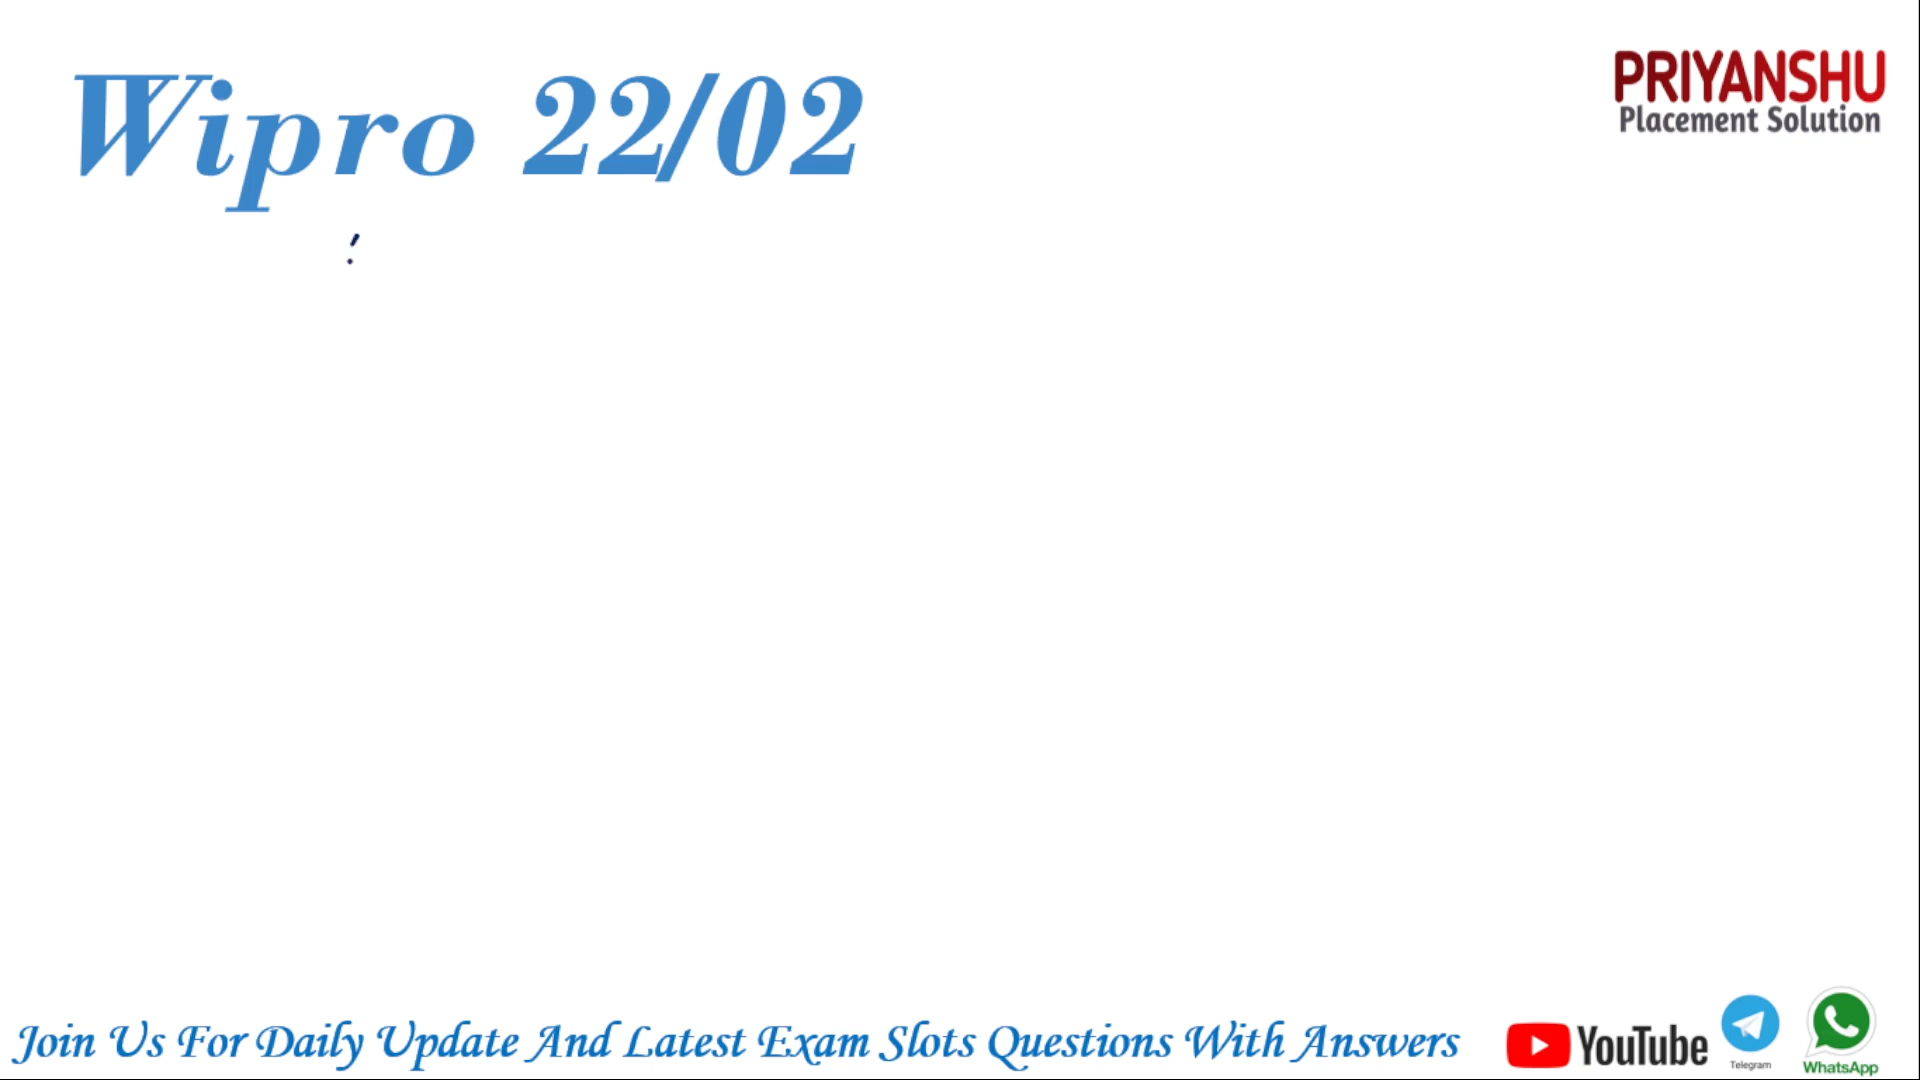 Wipro 22/02
PRIYANSHU
Placement Solution
Join Us For Daily Update And Latest Exam Slots Questions With Answers
YouTube
Telegram
WhatsApp